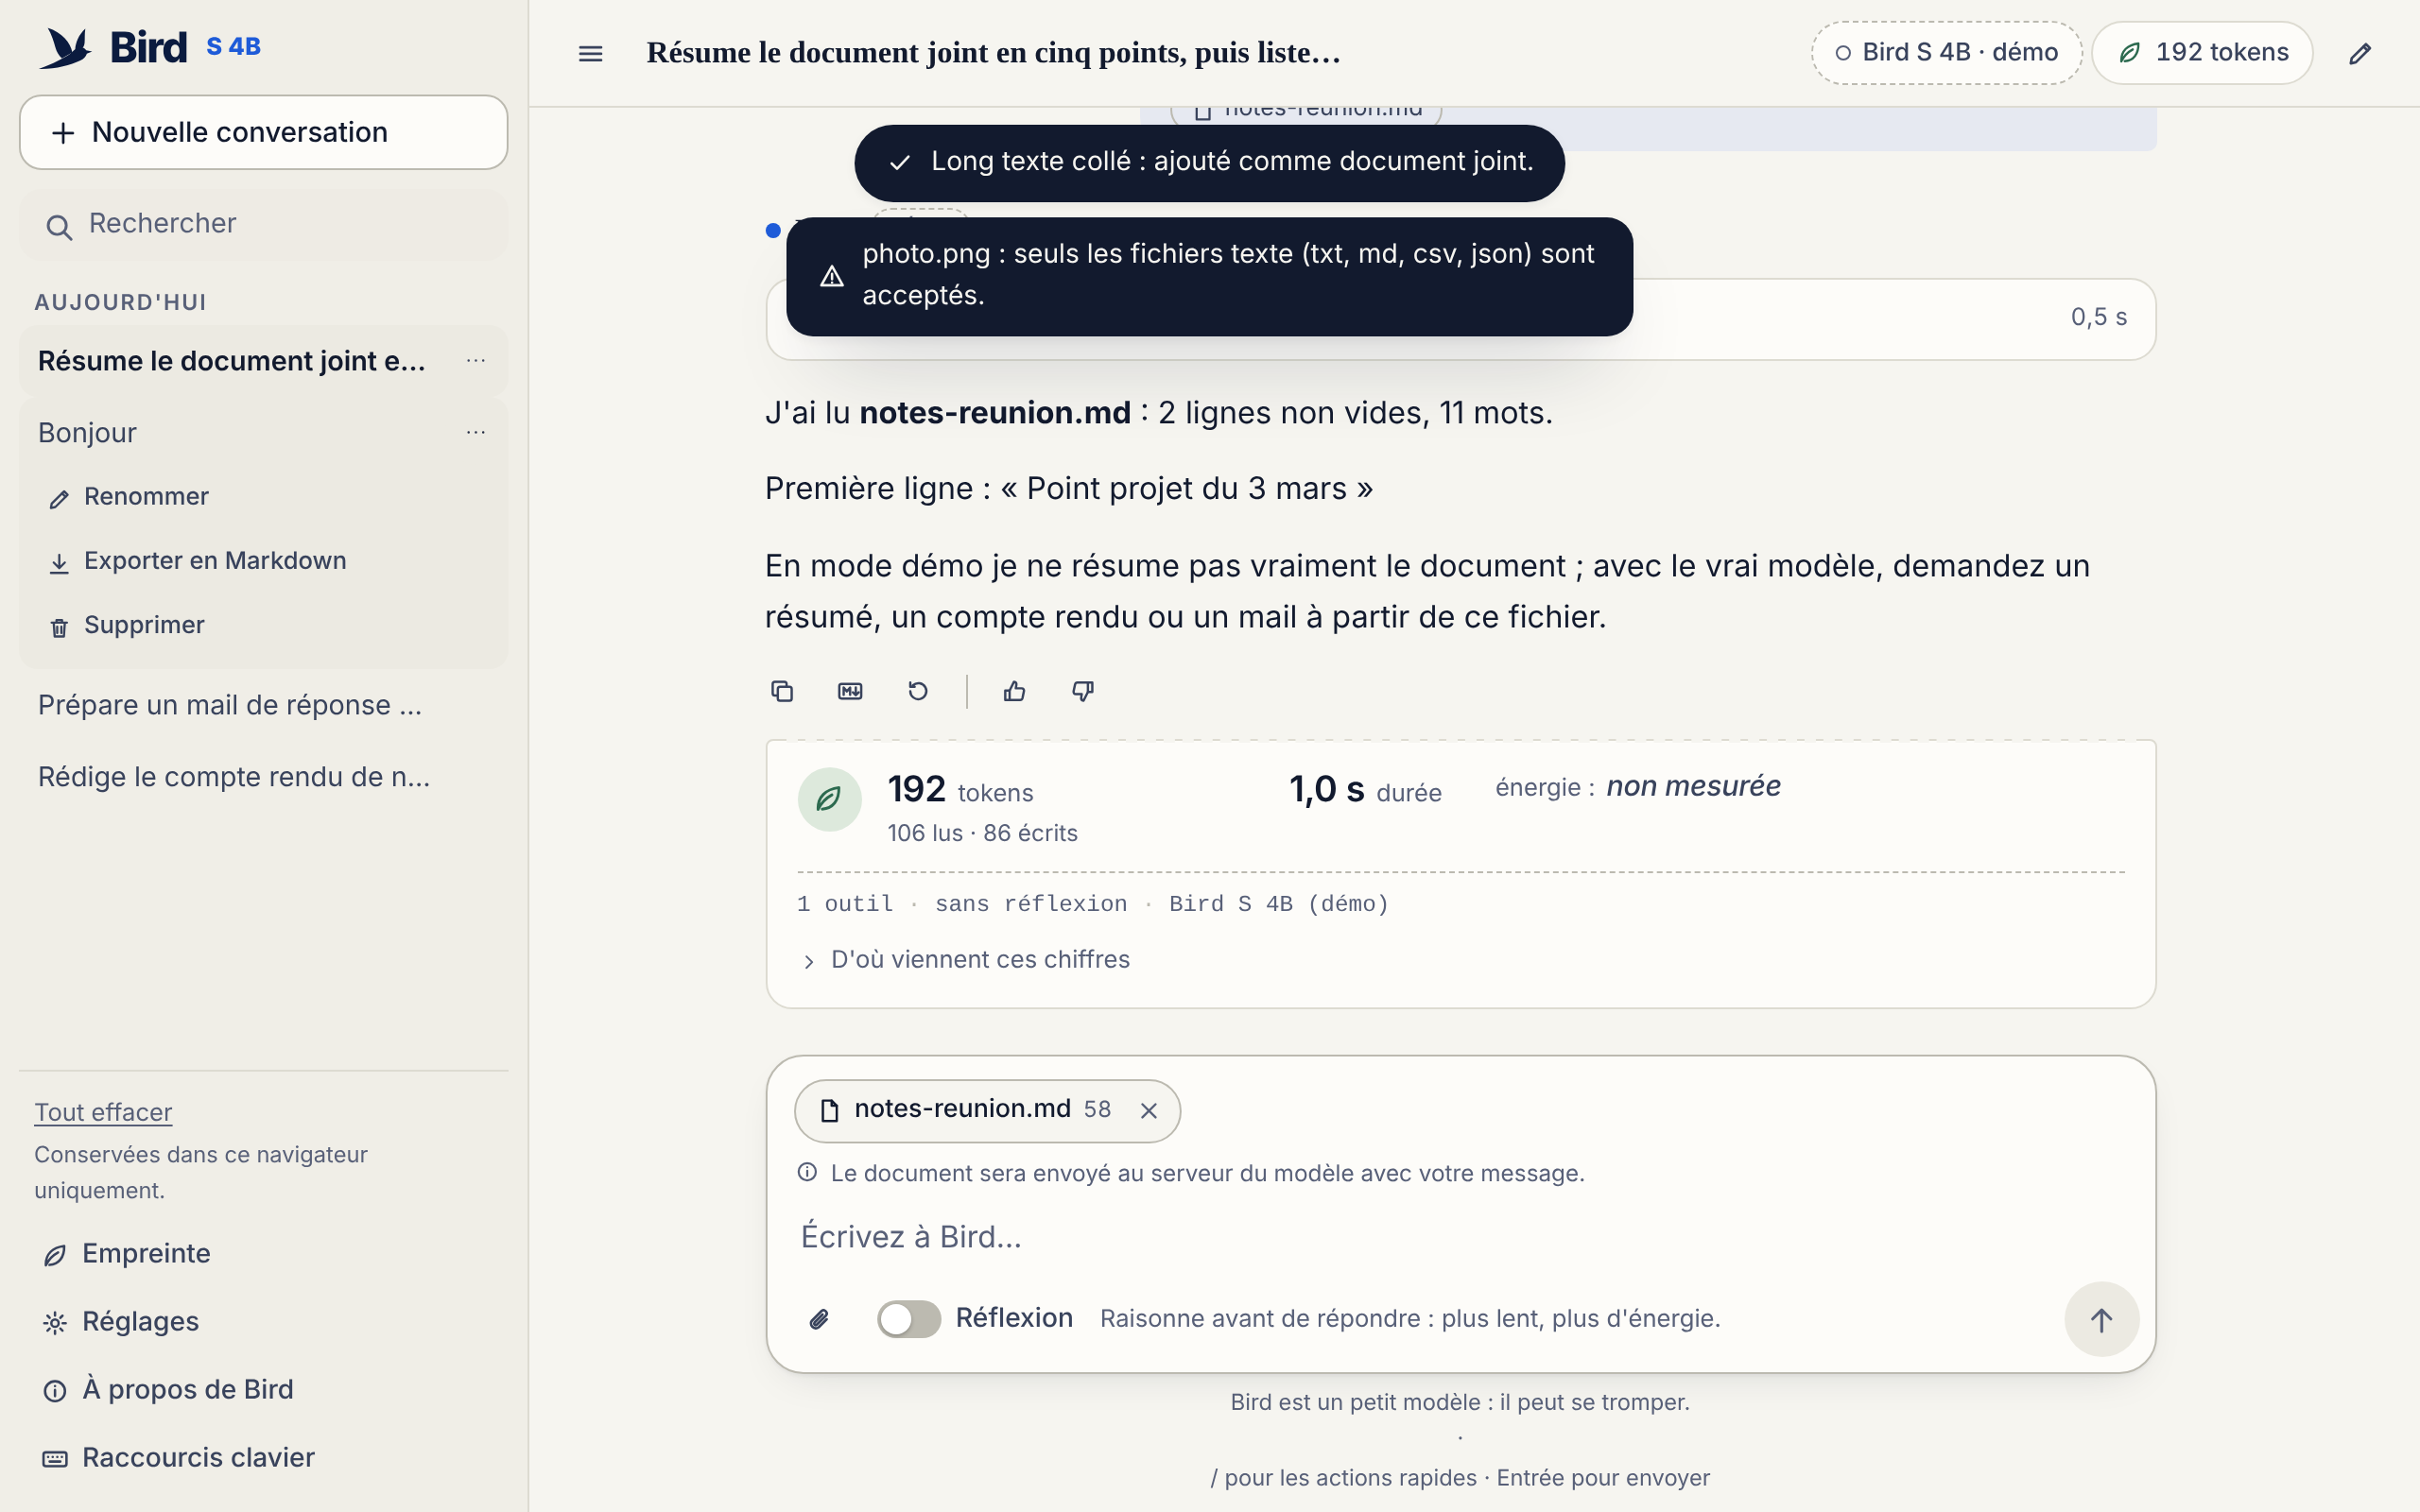 Bird S 4B
Nouvelle conversation
Rechercher
AUJOURD'HUI
Résume le document joint e...
Bonjour
Renommer
Exporter en Markdown
Supprimer
Prépare un mail de réponse ...
Rédige le compte rendu de n...
Tout effacer
Conservées dans ce navigateur
uniquement.
Empreinte
Réglages
À propos de Bird
Raccourcis clavier
Résume le document joint en cinq points, puis liste…
Bird S 4B · démo
192 tokens
notes-reunion.md
Long texte collé : ajouté comme document joint.
photo.png : seuls les fichiers texte (txt, md, csv, json) sont
acceptés.
0,5 s
J'ai lu notes-reunion.md : 2 lignes non vides, 11 mots.
Première ligne : « Point projet du 3 mars »
En mode démo je ne résume pas vraiment le document ; avec le vrai modèle, demandez un
résumé, un compte rendu ou un mail à partir de ce fichier.
192 tokens
106 lus · 86 écrits
1,0 s durée
énergie : non mesurée
1 outil · sans réflexion · Bird S 4B (démo)
D'où viennent ces chiffres
notes-reunion.md 58
Le document sera envoyé au serveur du modèle avec votre message.
Écrivez à Bird...
Réflexion Raisonne avant de répondre : plus lent, plus d'énergie.
Bird est un petit modèle : il peut se tromper.
·
/ pour les actions rapides · Entrée pour envoyer